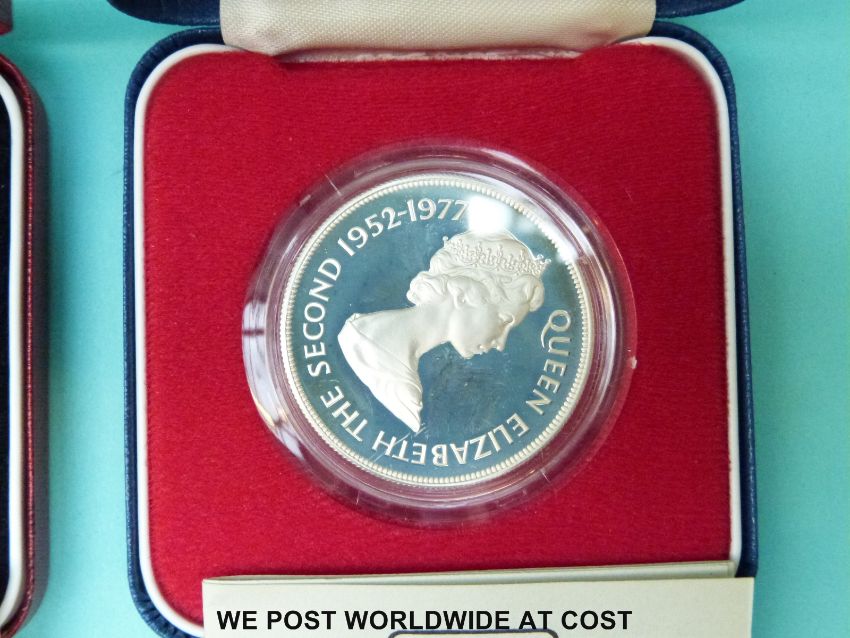 QUEEN ELIZABETH THE SECOND 1952-1977
WE POST WORLDWIDE AT COST